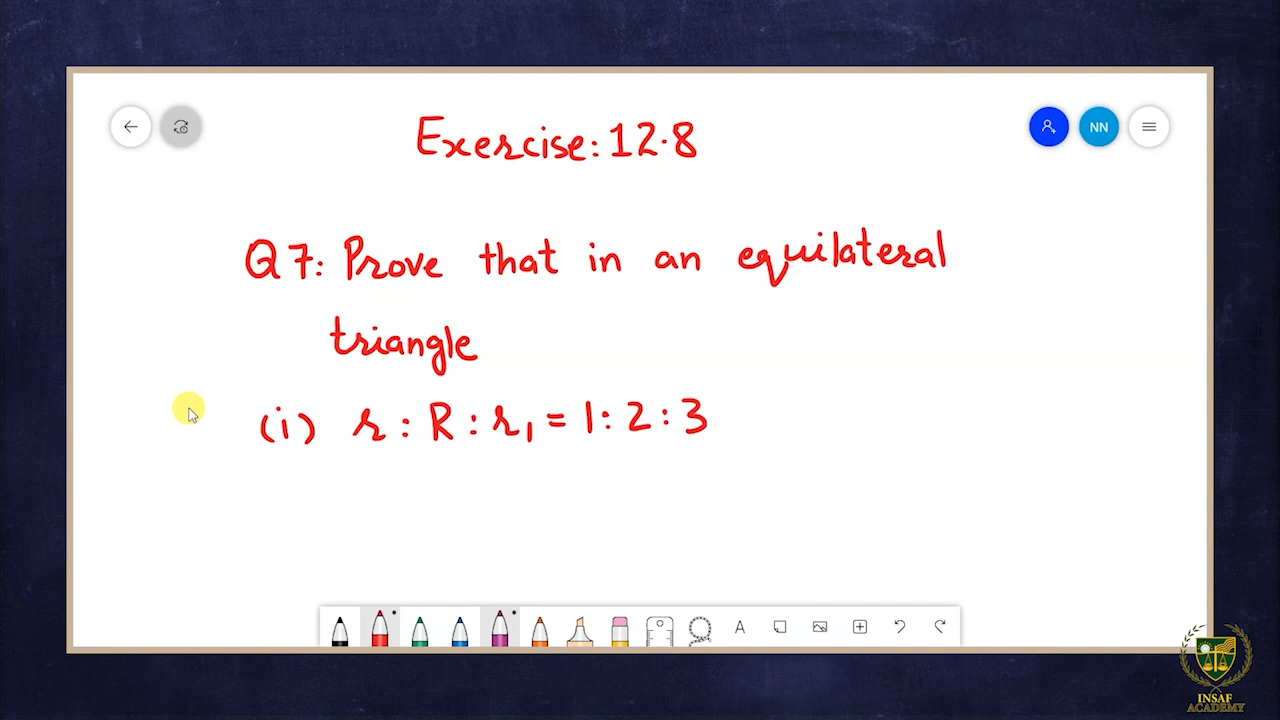 Exercise: 12.8
NN
Q7: Prove that in an equilateral
triangle
(i) r : R : r₁ = 1 : 2 : 3
A
INSAF
ACADEMY